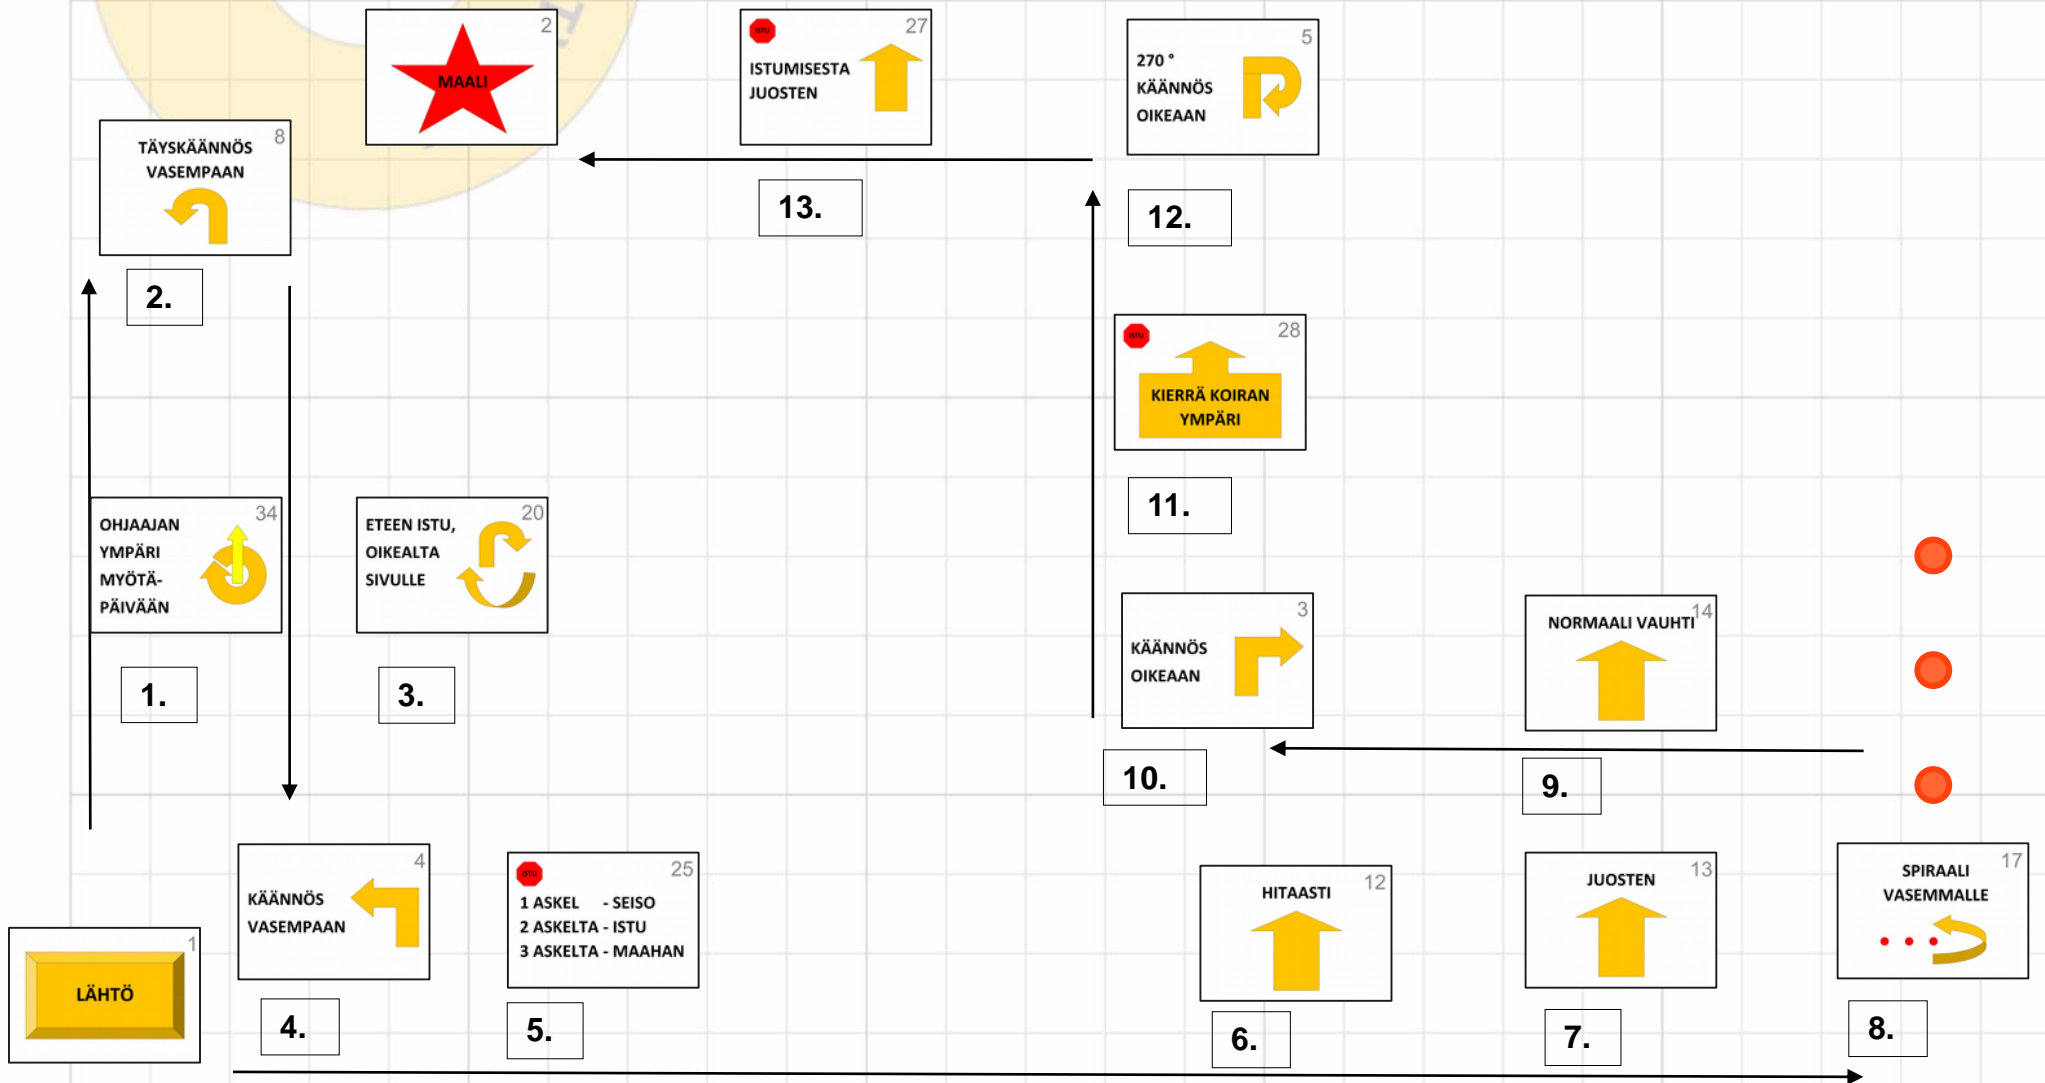 2
MAALI
27
ISTU
ISTUMISESTA
JUOSTEN
5
270 °
KÄÄNNÖS
OIKEAAN
8
TÄYSKÄÄNNÖS
VASEMPAAN
13.
12.
2.
28
ISTU
KIERRÄ KOIRAN
YMPÄRI
11.
34
OHJAAJAN
YMPÄRI
MYÖTÄ-
PÄIVÄÄN
1.
20
ETEEN ISTU,
OIKEALTA
SIVULLE
3.
3
KÄÄNNÖS
OIKEAAN
10.
14
NORMAALI VAUHTI
9.
1
LÄHTÖ
4
KÄÄNNÖS
VASEMPAAN
4.
25
ISTU
1 ASKEL - SEISO
2 ASKELTA - ISTU
3 ASKELTA - MAAHAN
5.
12
HITAASTI
6.
13
JUOSTEN
7.
17
SPIRAALI
VASEMMALLE
8.